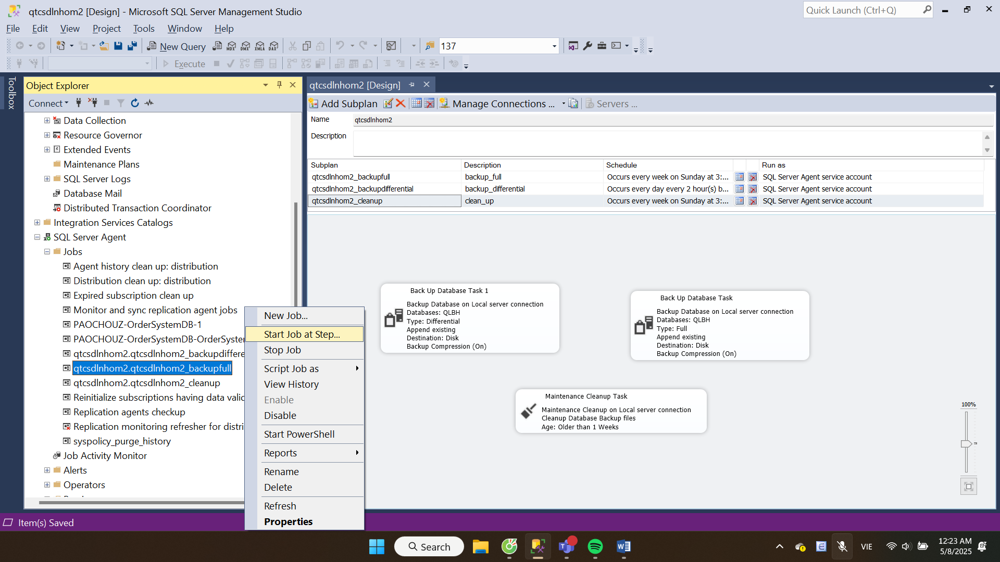 qtcsdlnhom2 [Design] - Microsoft SQL Server Management Studio
Quick Launch (Ctrl+Q)
File Edit View Project Tools Window Help
New Query MDX DMX XMLA DAX 137
Execute
Toolbox
Object Explorer
Connect
Data Collection
Resource Governor
Extended Events
Maintenance Plans
SQL Server Logs
Database Mail
Distributed Transaction Coordinator
Integration Services Catalogs
SQL Server Agent
Jobs
Agent history clean up: distribution
Distribution clean up: distribution
Expired subscription clean up
Monitor and sync replication agent jobs
PAOCHOUZ-OrderSystemDB-1
PAOCHOUZ-OrderSystemDB-OrderSyster
qtcsdlnhom2.qtcsdlnhom2_backupdiffere
qtcsdlnhom2.qtcsdlnhom2_backupfull
qtcsdlnhom2.qtcsdlnhom2_cleanup
Reinitialize subscriptions having data valic
Replication agents checkup
Replication monitoring refresher for distri
syspolicy_purge_history
Job Activity Monitor
Alerts
Operators
New Job...
Start Job at Step...
Stop Job
Script Job as
View History
Enable
Disable
Start PowerShell
Reports
Rename
Delete
Refresh
Properties
qtcsdlnhom2 [Design]
Add Subplan Manage Connections ... Servers ...
Name qtcsdlnhom2
Description
Subplan Description Schedule Run as
qtcsdlnhom2_backupfull backup_full Occurs every week on Sunday at 3:... SQL Server Agent service account
qtcsdlnhom2_backupdifferential backup_differential Occurs every day every 2 hour(s) b... SQL Server Agent service account
qtcsdlnhom2_cleanup clean_up Occurs every week on Sunday at 3:... SQL Server Agent service account
Back Up Database Task 1
Backup Database on Local server connection
Databases: QLBH
Type: Differential
Append existing
Destination: Disk
Backup Compression (On)
Back Up Database Task
Backup Database on Local server connection
Databases: QLBH
Type: Full
Append existing
Destination: Disk
Backup Compression (On)
Maintenance Cleanup Task
Maintenance Cleanup on Local server connection
Cleanup Database Backup files
Age: Older than 1 Weeks
100%
Item(s) Saved
Search
VIE
12:23 AM
5/8/2025